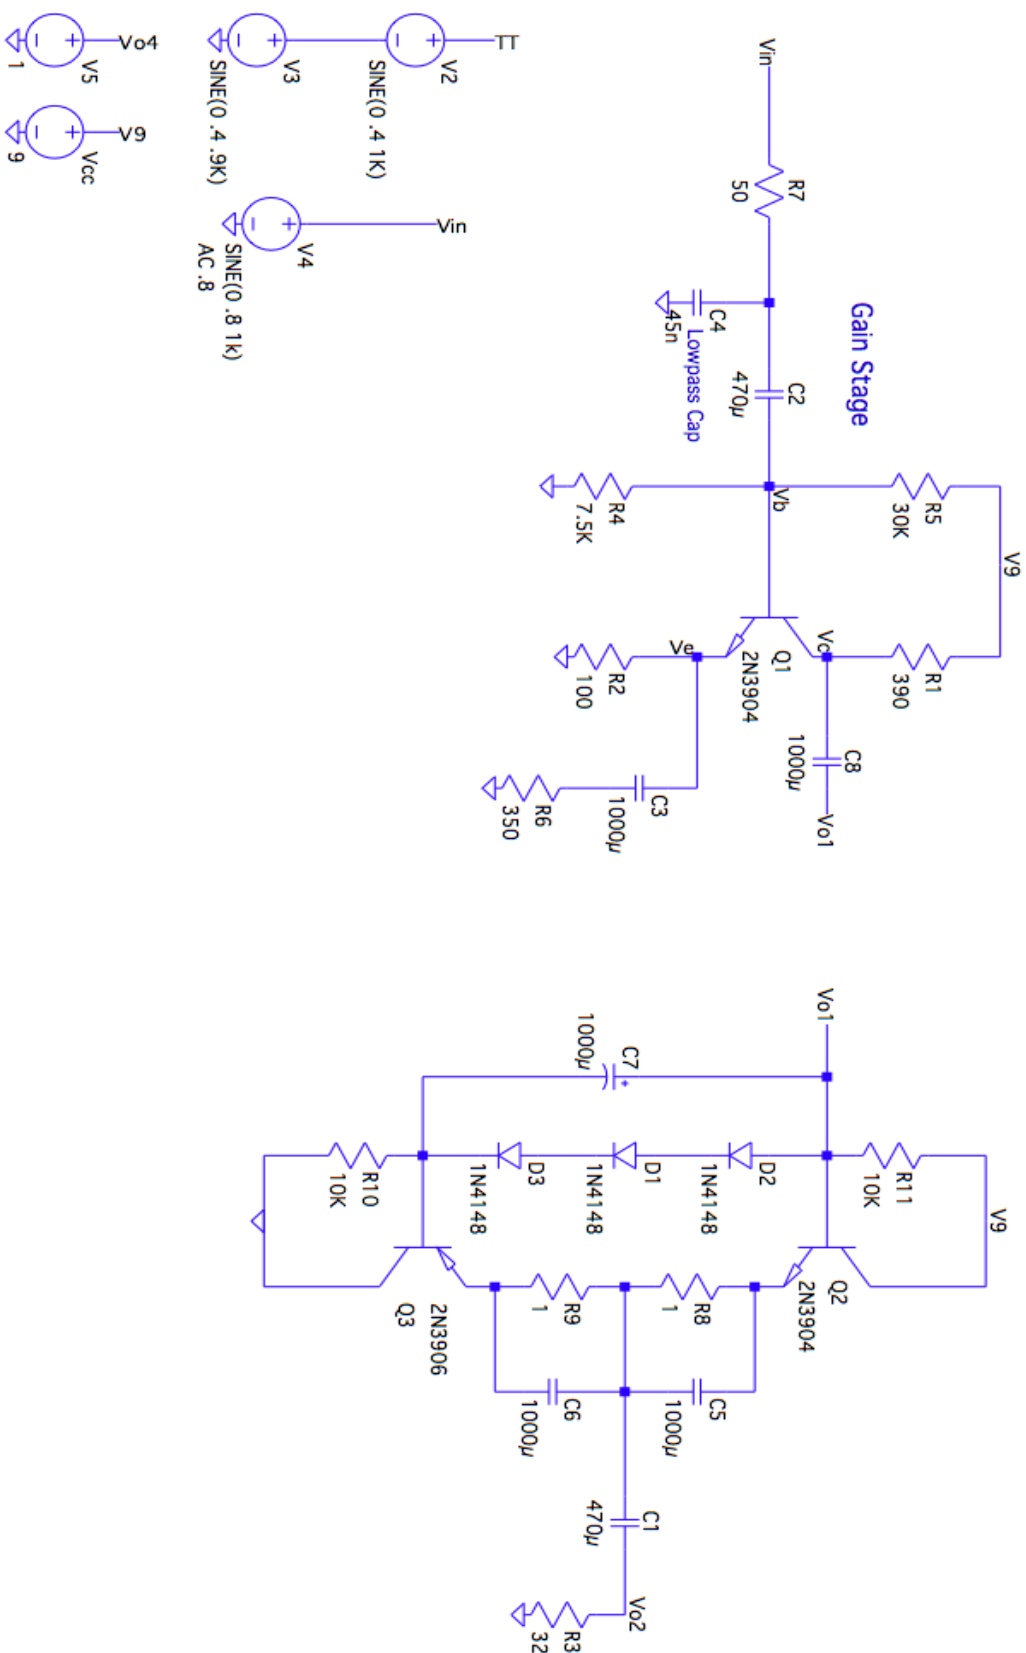 Gain Stage
V9
R5
30K
R1
390
C8
1000µ
Vo1
Vc
Q1
2N3904
Vin
R7
50
C4
45n
Lowpass Cap
C2
470µ
Vb
R4
7.5K
Ve
R2
100
C3
1000µ
R6
350
TT
V2
SINE(0 .4 1K)
V3
SINE(0 .4 .9K)
Vin
V4
SINE(0 .8 1k)
AC .8
Vo4
V5
1
V9
Vcc
9
V9
Vo1
R11
10K
Q2
2N3904
C7
+
1000µ
D2
1N4148
D1
1N4148
D3
1N4148
R8
1
R9
1
C5
1000µ
C6
1000µ
C1
470µ
Vo2
R3
32
R10
10K
2N3906
Q3